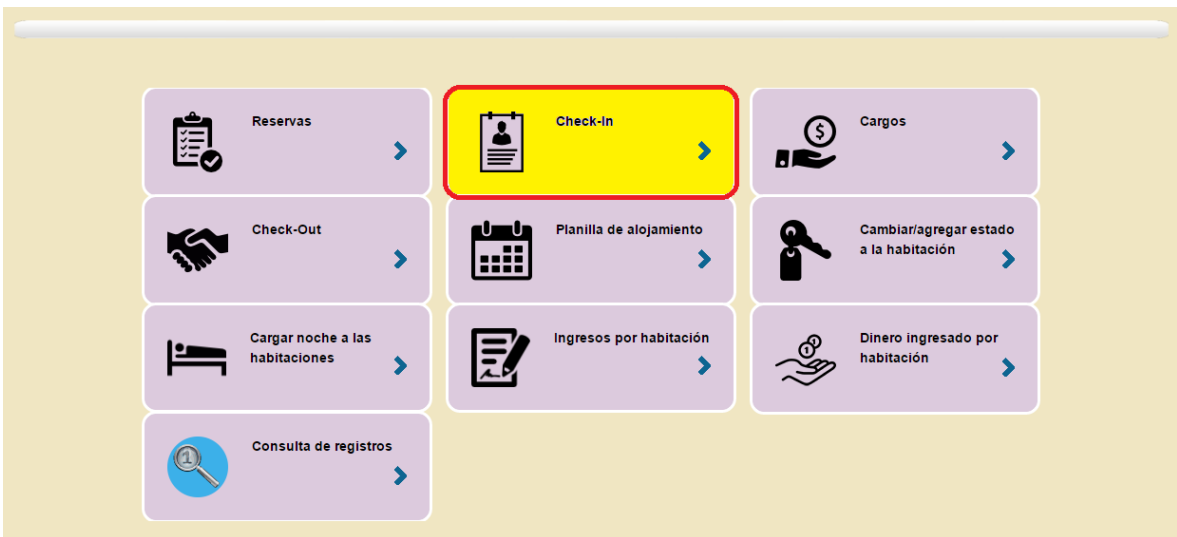 Reservas
Check-In
Cargos
Check-Out
Planilla de alojamiento
Cambiar/agregar estado
a la habitación
Cargar noche a las
habitaciones
Ingresos por habitación
Dinero ingresado por
habitación
Consulta de registros